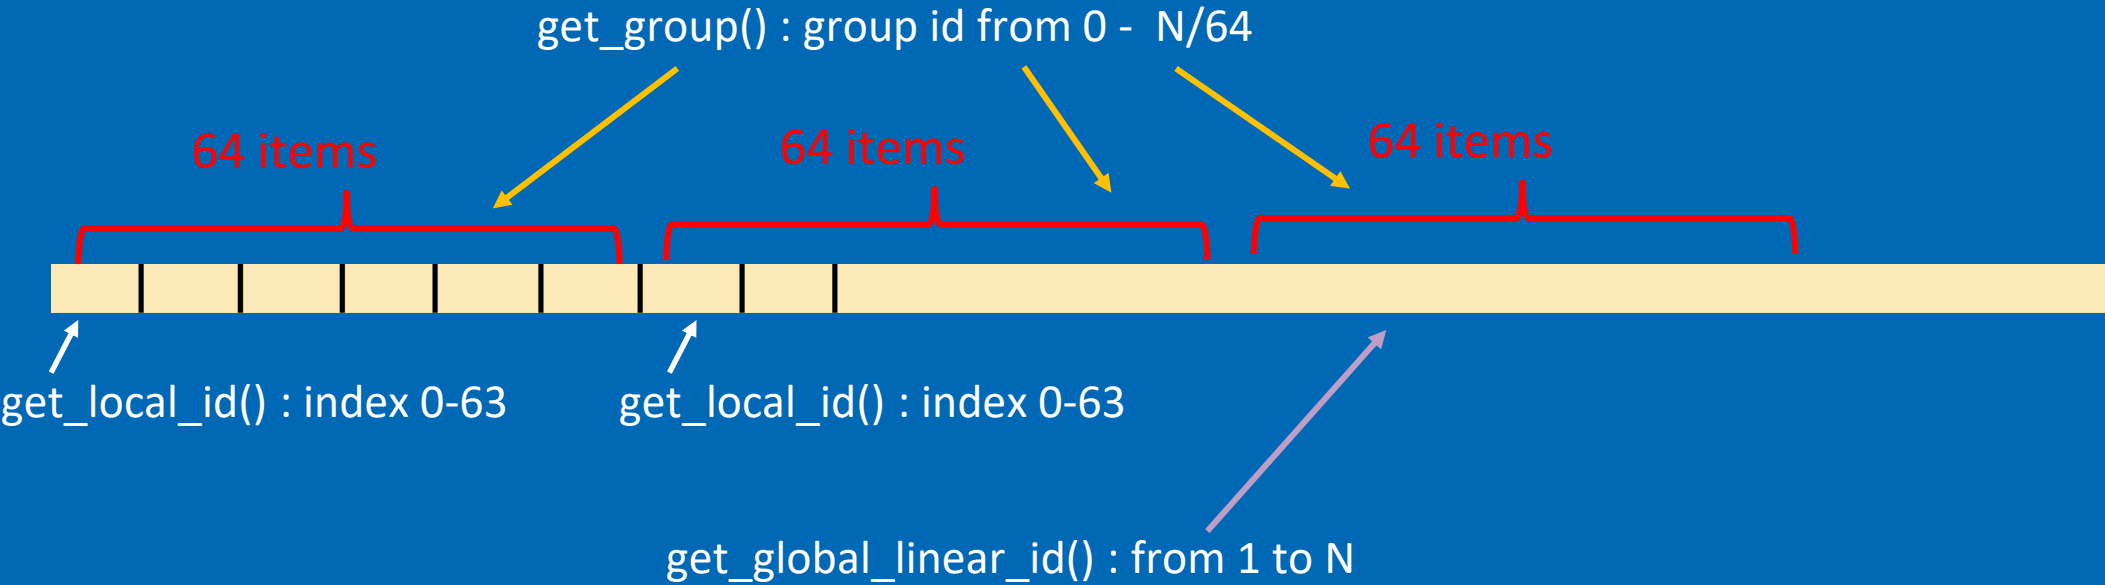 get_group() : group id from 0 - N/64
64 items
64 items
64 items
get_local_id() : index 0-63
get_local_id() : index 0-63
get_global_linear_id() : from 1 to N